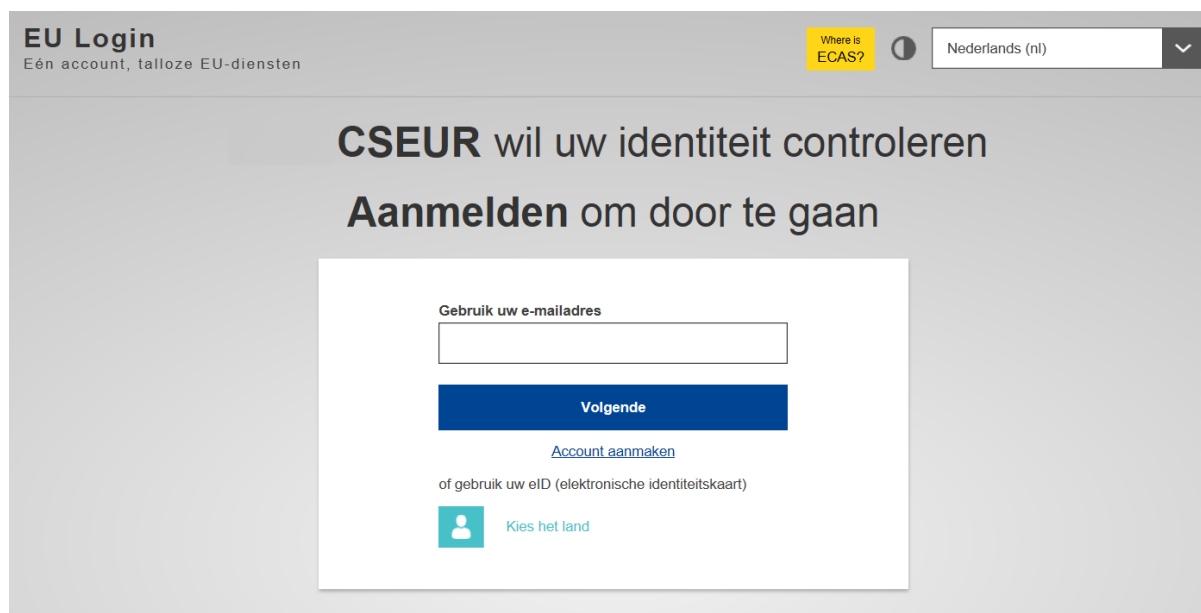 EU Login
Eén account, talloze EU-diensten
Where is
ECAS?
Nederlands (nl)
CSEUR wil uw identiteit controleren
Aanmelden om door te gaan
Gebruik uw e-mailadres
Volgende
Account aanmaken
of gebruik uw eID (elektronische identiteitskaart)
Kies het land